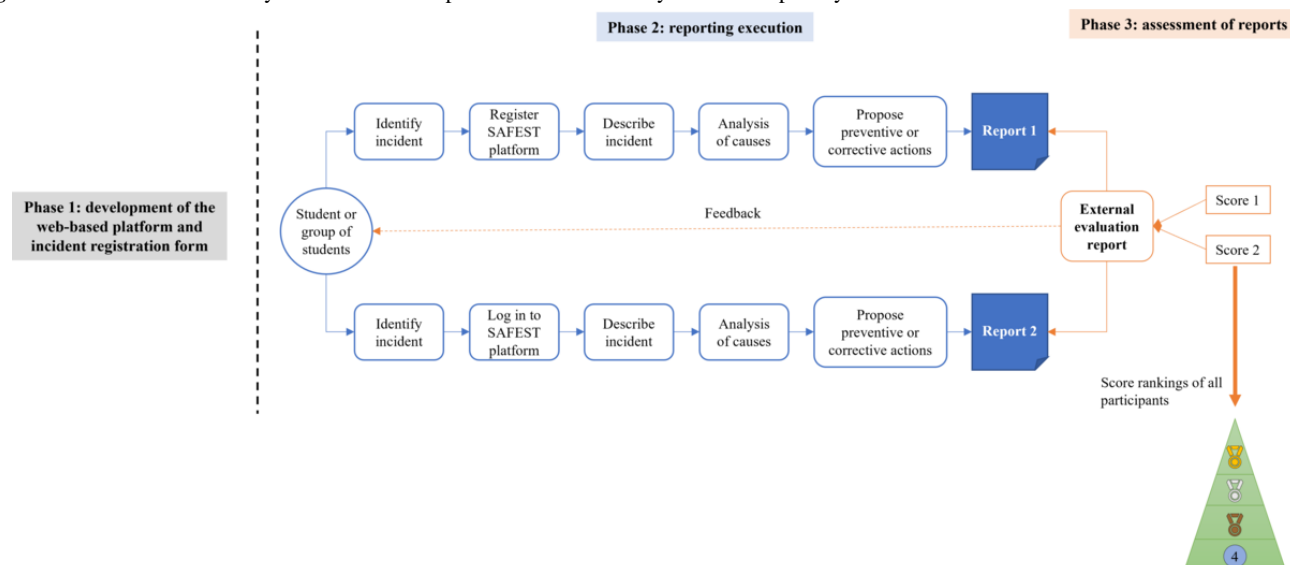 Phase 2: reporting execution
Phase 3: assessment of reports
Identify
incident
Register
SAFEST
platform
Describe
incident
Analysis
of causes
Propose
preventive or
corrective actions
Report 1
Phase 1: development of the
web-based platform and
incident registration form
Student or
group of
students
Feedback
External
evaluation
report
Score 1
Score 2
Identify
incident
Log in to
SAFEST
platform
Describe
incident
Analysis
of causes
Propose
preventive or
corrective actions
Report 2
Score rankings of all
participants
4